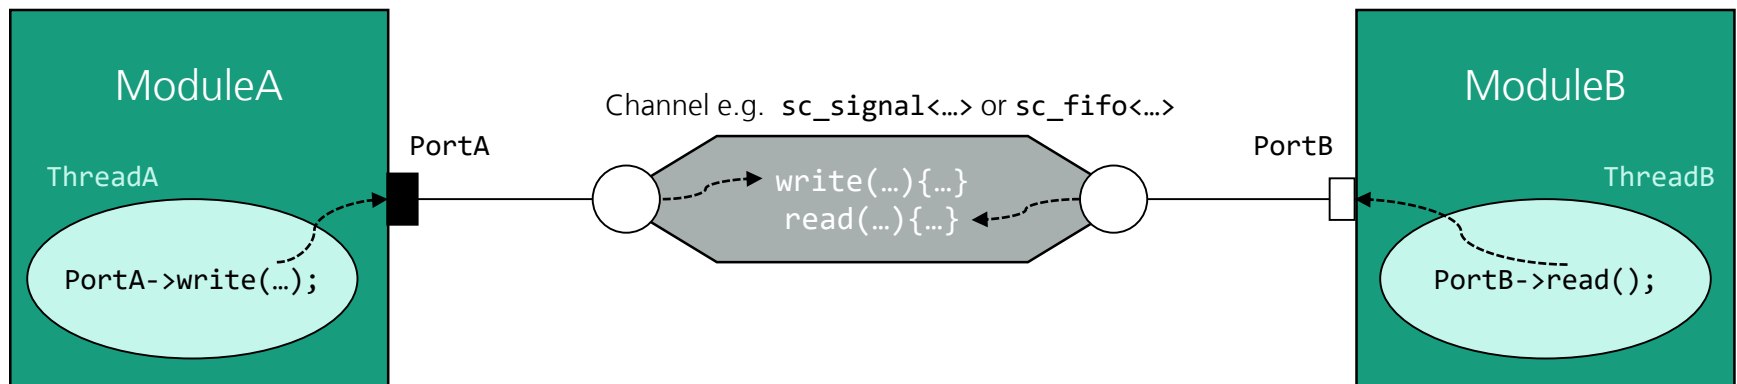 ModuleA
ThreadA
PortA->write(…);
PortA
Channel e.g. sc_signal<…> or sc_fifo<…>
write(…){…}
read(…){…}
PortB
ModuleB
ThreadB
PortB->read();